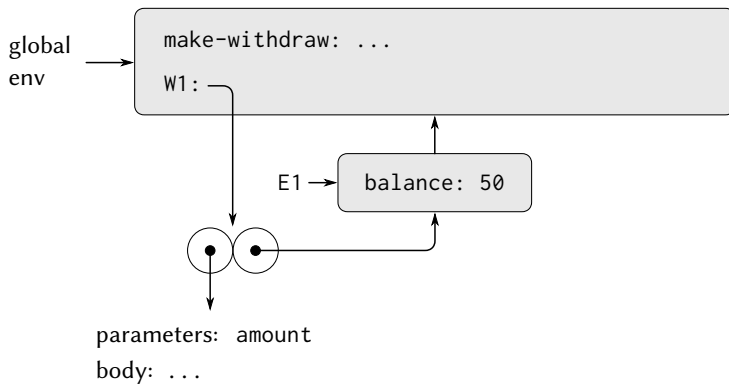 global
env
make-withdraw: ...
W1:
E1
balance: 50
parameters: amount
body: ...